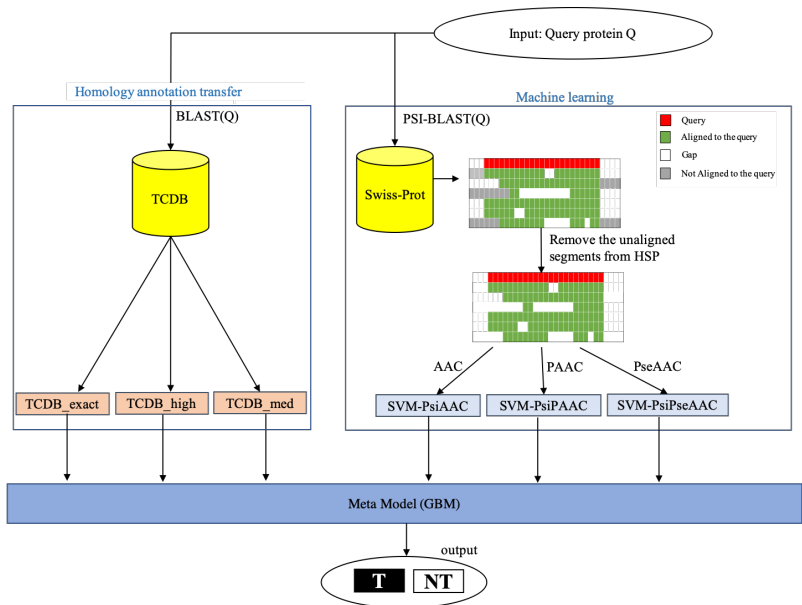 Input: Query protein Q
Homology annotation transfer
Machine learning
BLAST(Q)
PSI-BLAST(Q)
Query
Aligned to the query
Gap
Not Aligned to the query
TCDB
Swiss-Prot
Remove the unaligned
segments from HSP
AAC
PAAC
PseAAC
TCDB_exact
TCDB_high
TCDB_med
SVM-PsiAAC
SVM-PsiPAAC
SVM-PsiPseAAC
Meta Model (GBM)
output
T
NT